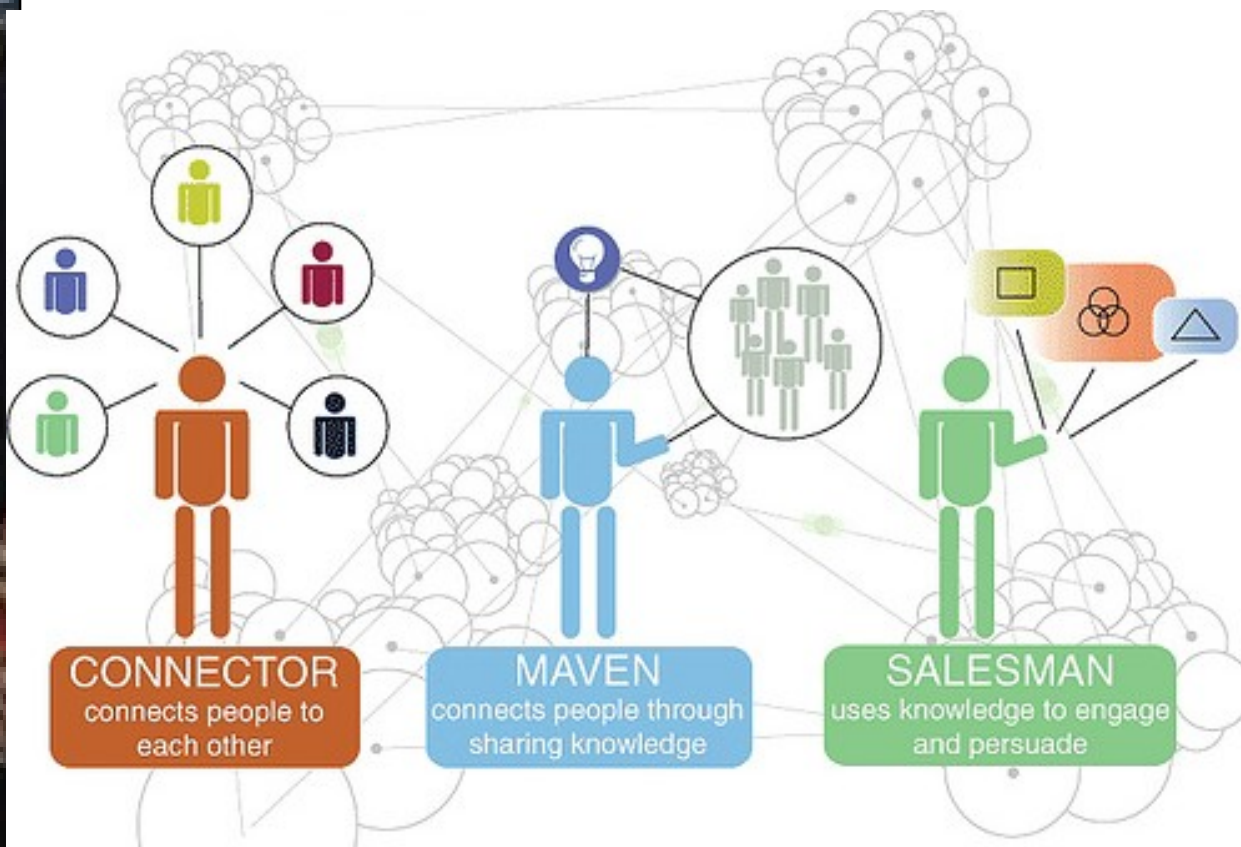 CONNECTOR
connects people to
each other
MAVEN
connects people through
sharing knowledge
SALESMAN
uses knowledge to engage
and persuade